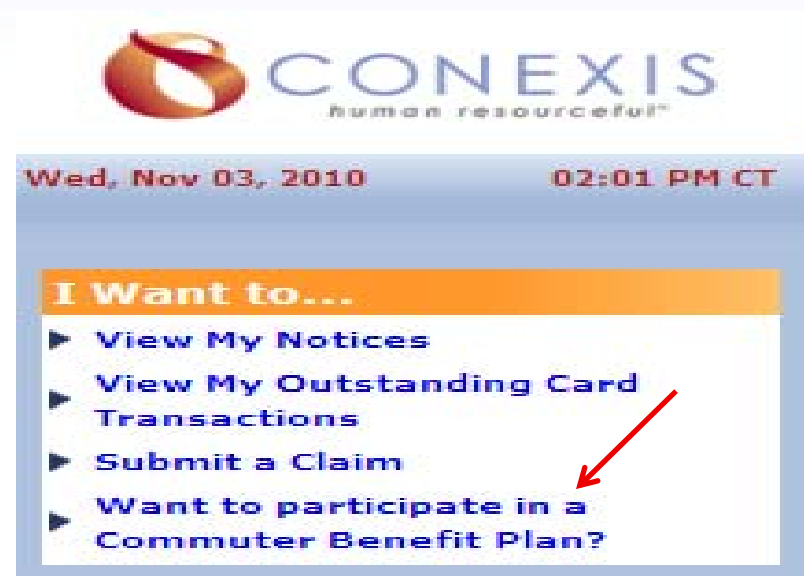 CONEXIS
human resourceful™
Wed, Nov 03, 2010 02:01 PM CT
I Want to...
View My Notices
View My Outstanding Card
Transactions
Submit a Claim
Want to participate in a
Commuter Benefit Plan?